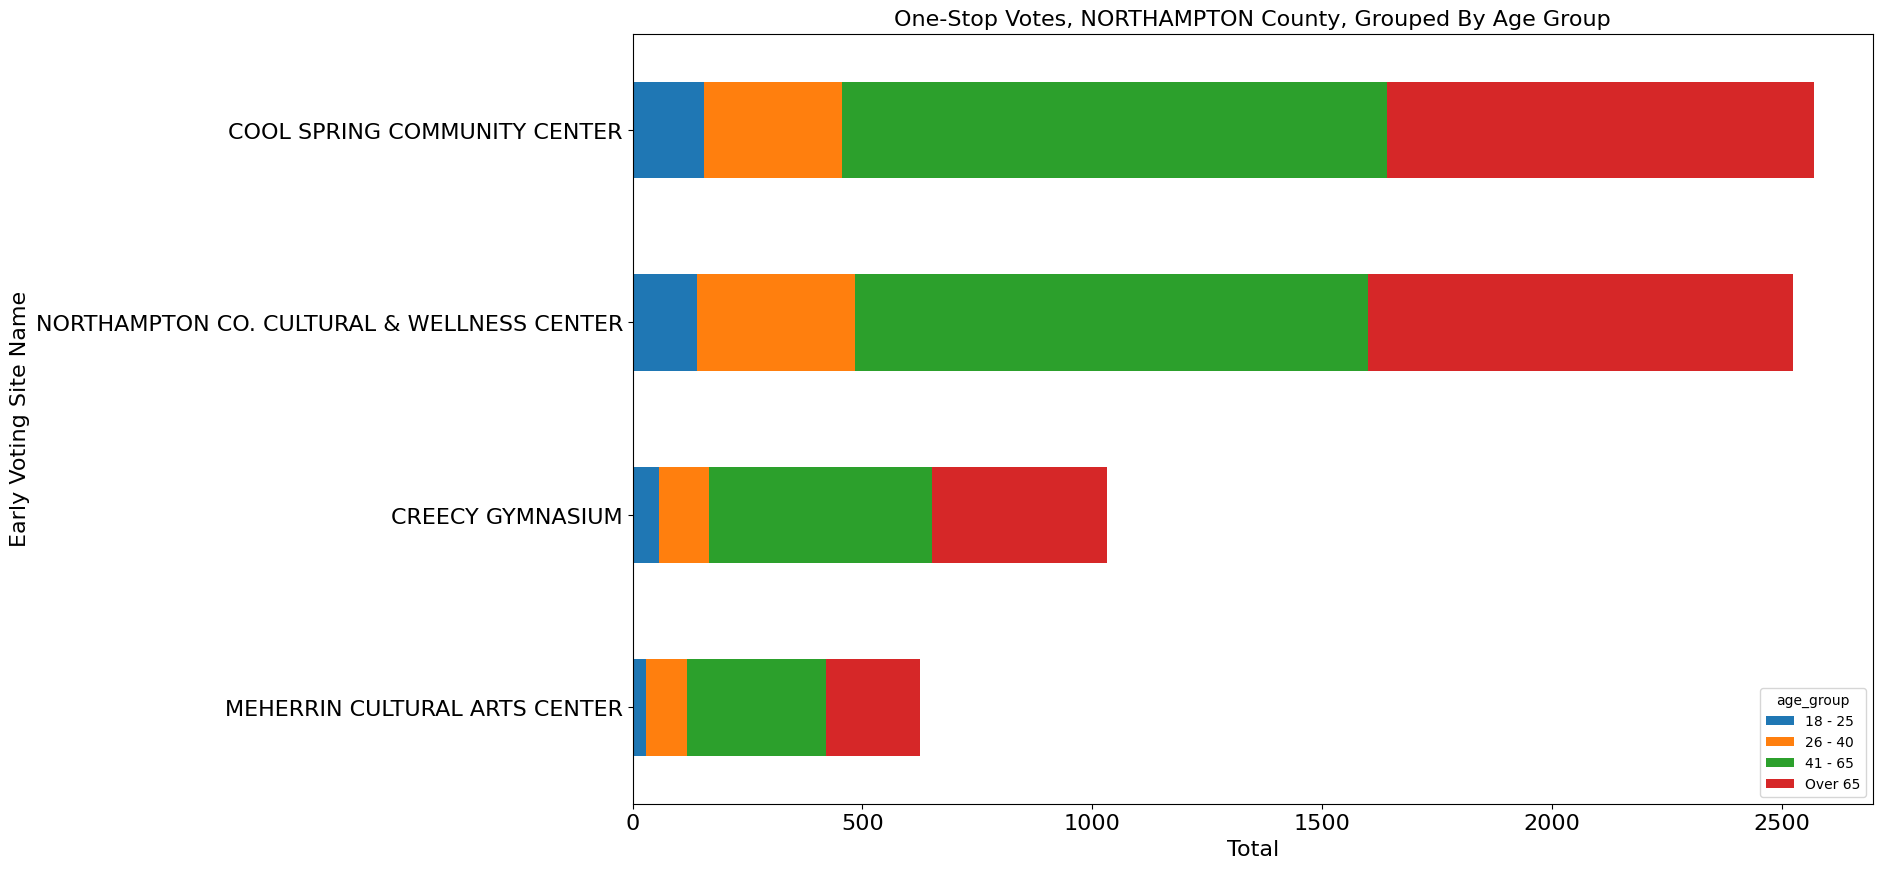 One-Stop Votes, NORTHAMPTON County, Grouped By Age Group
Early Voting Site Name
COOL SPRING COMMUNITY CENTER
NORTHAMPTON CO. CULTURAL & WELLNESS CENTER
CREECY GYMNASIUM
MEHERRIN CULTURAL ARTS CENTER
age_group
18 - 25
26 - 40
41 - 65
Over 65
0 500 1000 1500 2000 2500
Total